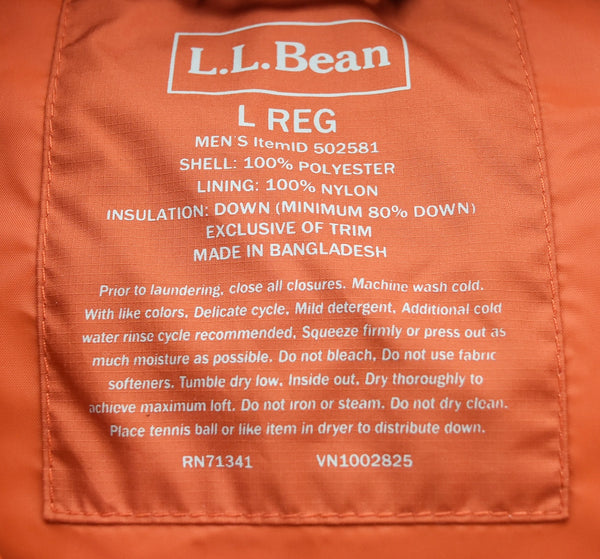 L.L.Bean
L REG
MEN'S ItemID 502581
SHELL: 100% POLYESTER
LINING: 100% NYLON
INSULATION: DOWN (MINIMUM 80% DOWN)
EXCLUSIVE OF TRIM
MADE IN BANGLADESH
Prior to laundering, close all closures. Machine wash cold.
With like colors. Delicate cycle. Mild detergent. Additional cold
water rinse cycle recommended. Squeeze firmly or press out as
much moisture as possible. Do not bleach. Do not use fabric
softeners. Tumble dry low. Inside out. Dry thoroughly to
achieve maximum loft. Do not iron or steam. Do not dry clean.
Place tennis ball or like item in dryer to distribute down.
RN71341 VN1002825